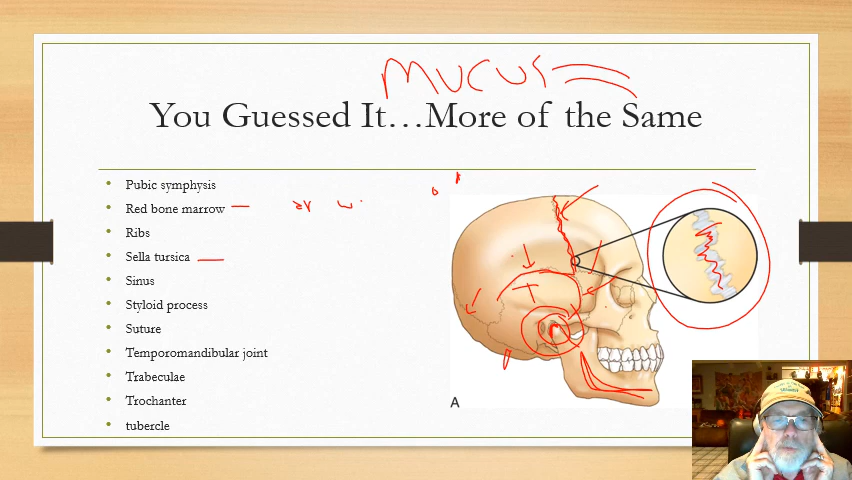 MUCUS
You Guessed It…More of the Same
Pubic symphysis
Red bone marrow
Ribs
Sella tursica
Sinus
Styloid process
Suture
Temporomandibular joint
Trabeculae
Trochanter
tubercle
A